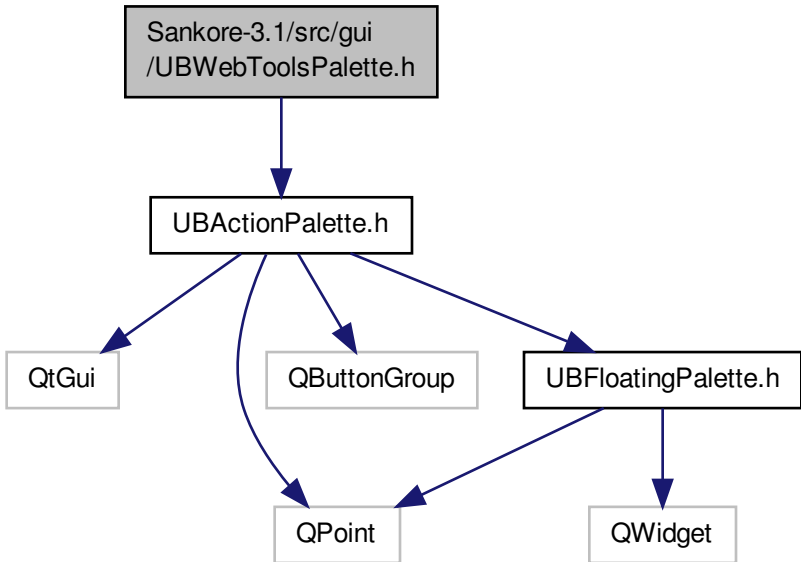 Sankore-3.1/src/gui
/UBWebToolsPalette.h
UBActionPalette.h
QtGui
QButtonGroup
UBFloatingPalette.h
QPoint
QWidget